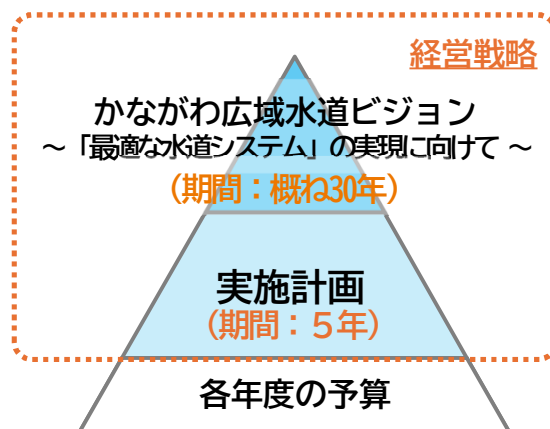 経営戦略
かながわ広域水道ビジョン
～「最適な水道システム」の実現に向けて ～
（期間：概ね30年）
実施計画
（期間：５年）
各年度の予算